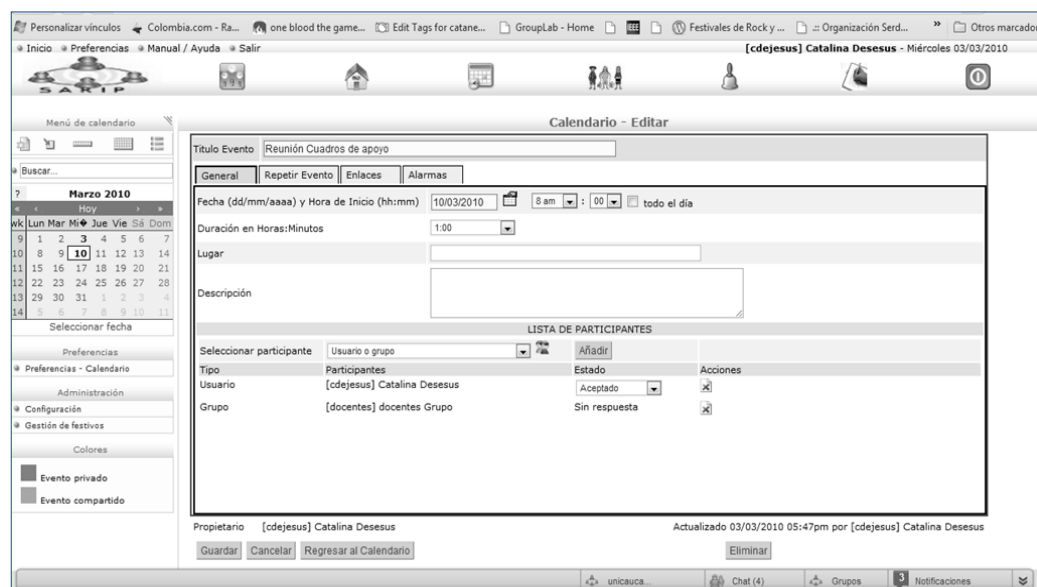 Personalizar vínculos Colombia.com - Ra... one blood the game... Edit Tags for catane... GroupLab - Home Festivales de Rock y ... .:: Organización Serd... » Otros marcador
Inicio Preferencias Manual / Ayuda Salir [cdejesus] Catalina Desesus - Miércoles 03/03/2010
SARIP
Menú de calendario
Calendario - Editar
Buscar...
? Marzo 2010
« ‹ Hoy › »
wk Lun Mar Mi� Jue Vie Sá Dom
9 1 2 3 4 5 6 7
10 8 9 10 11 12 13 14
11 15 16 17 18 19 20 21
12 22 23 24 25 26 27 28
13 29 30 31 1 2 3 4
14 5 6 7 8 9 10 11
Seleccionar fecha
Preferencias
Preferencias - Calendario
Administración
Configuración
Gestión de festivos
Colores
Evento privado
Evento compartido
Titulo Evento Reunión Cuadros de apoyo
General Repetir Evento Enlaces Alarmas
Fecha (dd/mm/aaaa) y Hora de Inicio (hh:mm) 10/03/2010 8 am : 00 todo el día
Duración en Horas:Minutos 1:00
Lugar
Descripción
LISTA DE PARTICIPANTES
Seleccionar participante Usuario o grupo Añadir
Tipo Participantes Estado Acciones
Usuario [cdejesus] Catalina Desesus Aceptado
Grupo [docentes] docentes Grupo Sin respuesta
Propietario [cdejesus] Catalina Desesus Actualizado 03/03/2010 05:47pm por [cdejesus] Catalina Desesus
Guardar Cancelar Regresar al Calendario Eliminar
unicauca... Chat (4) Grupos 3 Notificaciones